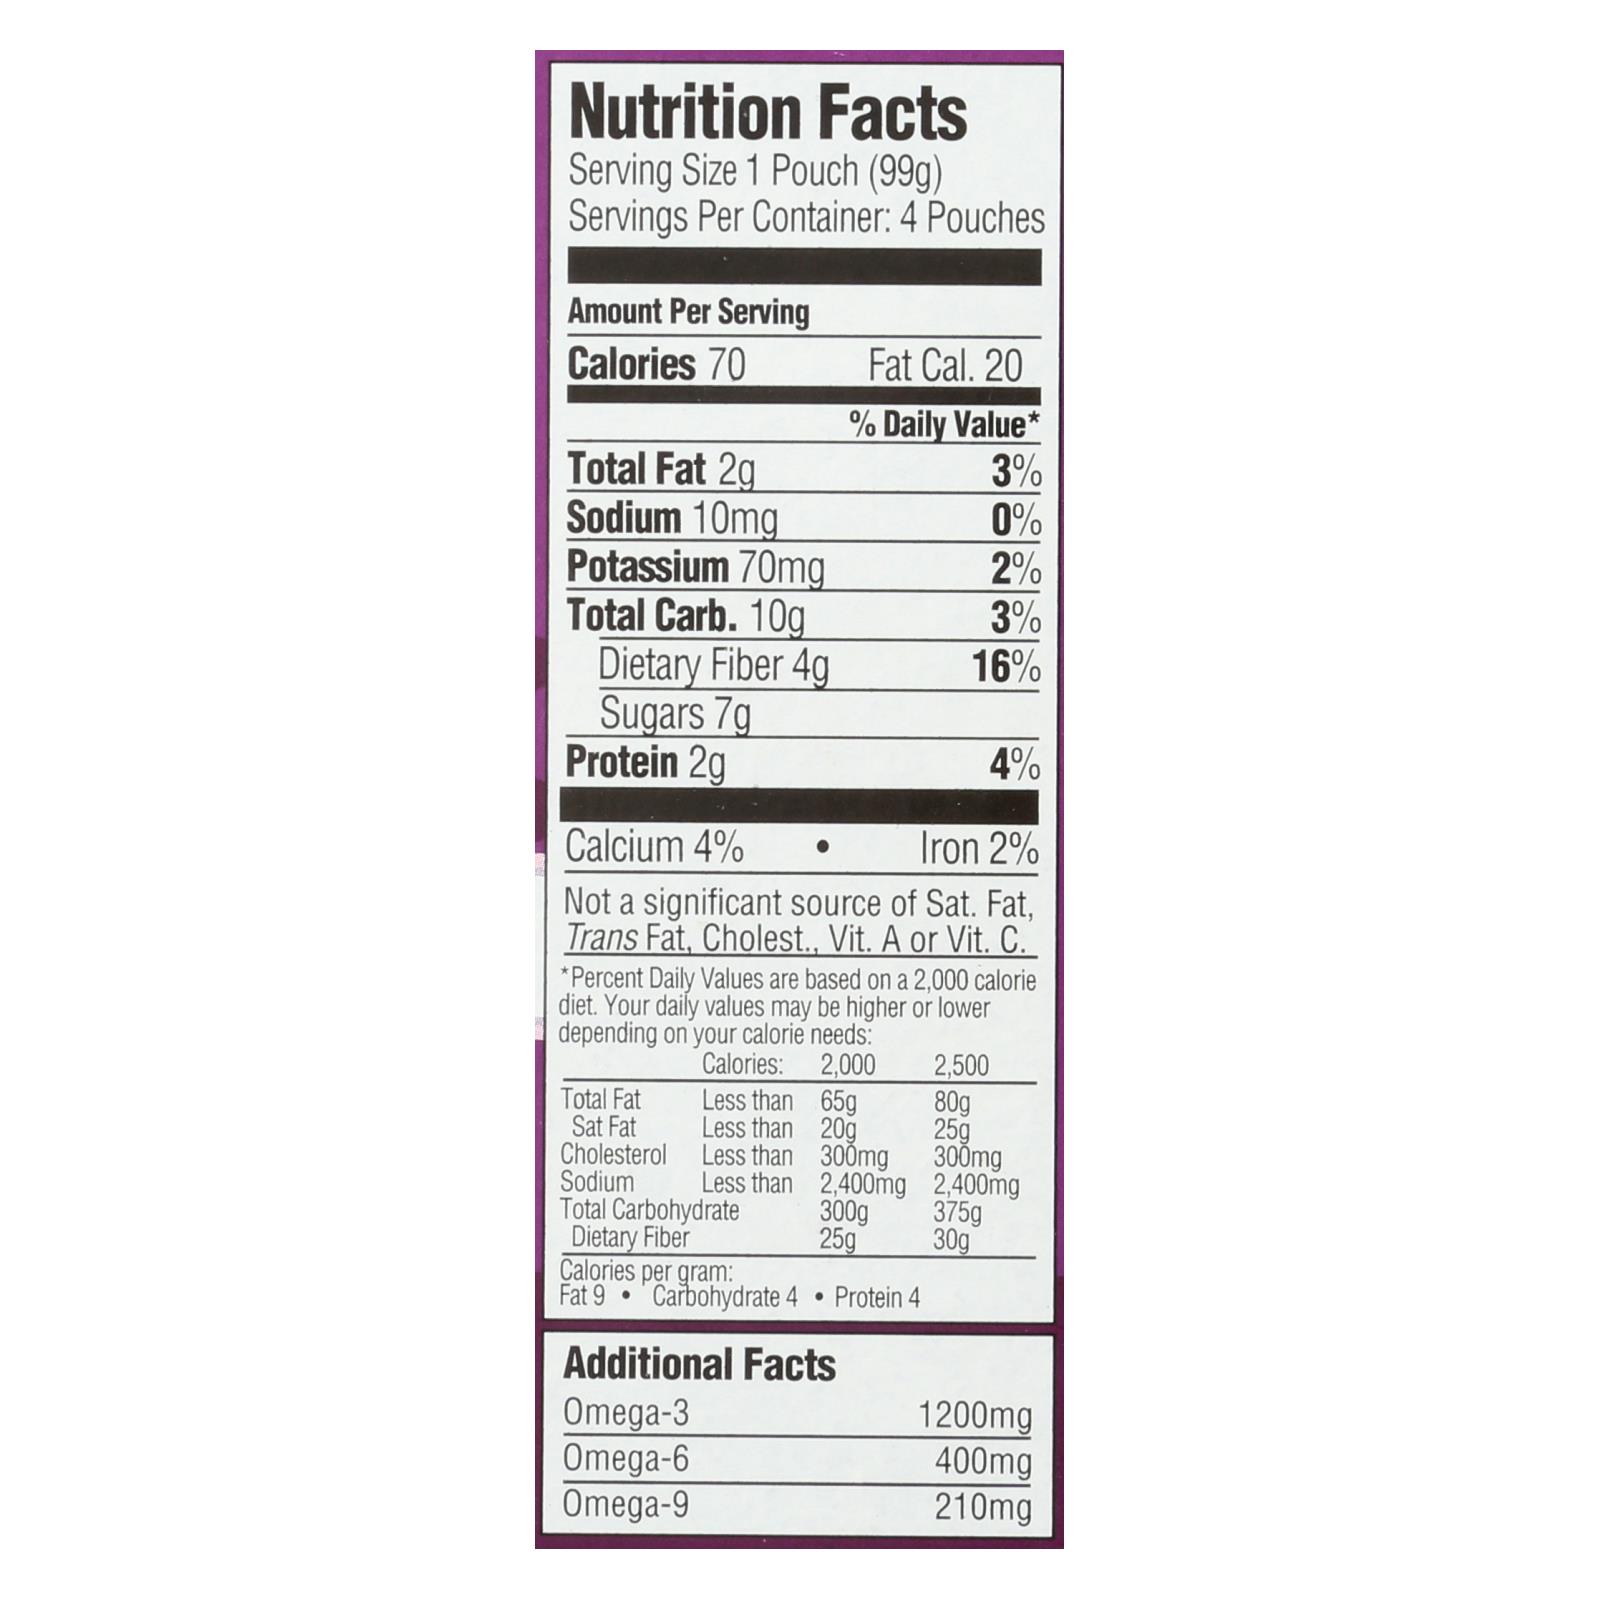 Nutrition Facts
Serving Size 1 Pouch (99g)
Servings Per Container: 4 Pouches
Amount Per Serving
Calories 70 Fat Cal. 20
% Daily Value*
Total Fat 2g 3%
Sodium 10mg 0%
Potassium 70mg 2%
Total Carb. 10g 3%
Dietary Fiber 4g 16%
Sugars 7g
Protein 2g 4%
Calcium 4% • Iron 2%
Not a significant source of Sat. Fat,
Trans Fat, Cholest., Vit. A or Vit. C.
*Percent Daily Values are based on a 2,000 calorie
diet. Your daily values may be higher or lower
depending on your calorie needs:
Calories: 2,000 2,500
Total Fat Less than 65g 80g
Sat Fat Less than 20g 25g
Cholesterol Less than 300mg 300mg
Sodium Less than 2,400mg 2,400mg
Total Carbohydrate 300g 375g
Dietary Fiber 25g 30g
Calories per gram:
Fat 9 • Carbohydrate 4 • Protein 4
Additional Facts
Omega-3 1200mg
Omega-6 400mg
Omega-9 210mg